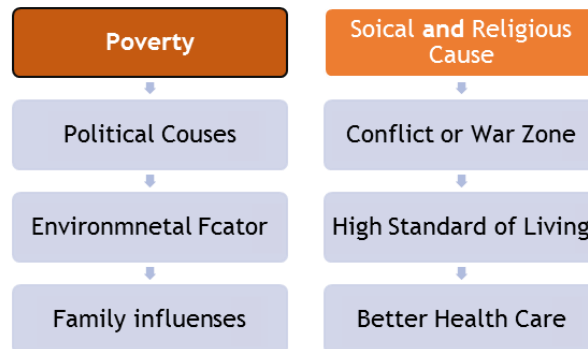 Poverty
Political Couses
Environmnetal Fcator
Family influenses
Soical and Religious
Cause
Conflict or War Zone
High Standard of Living
Better Health Care